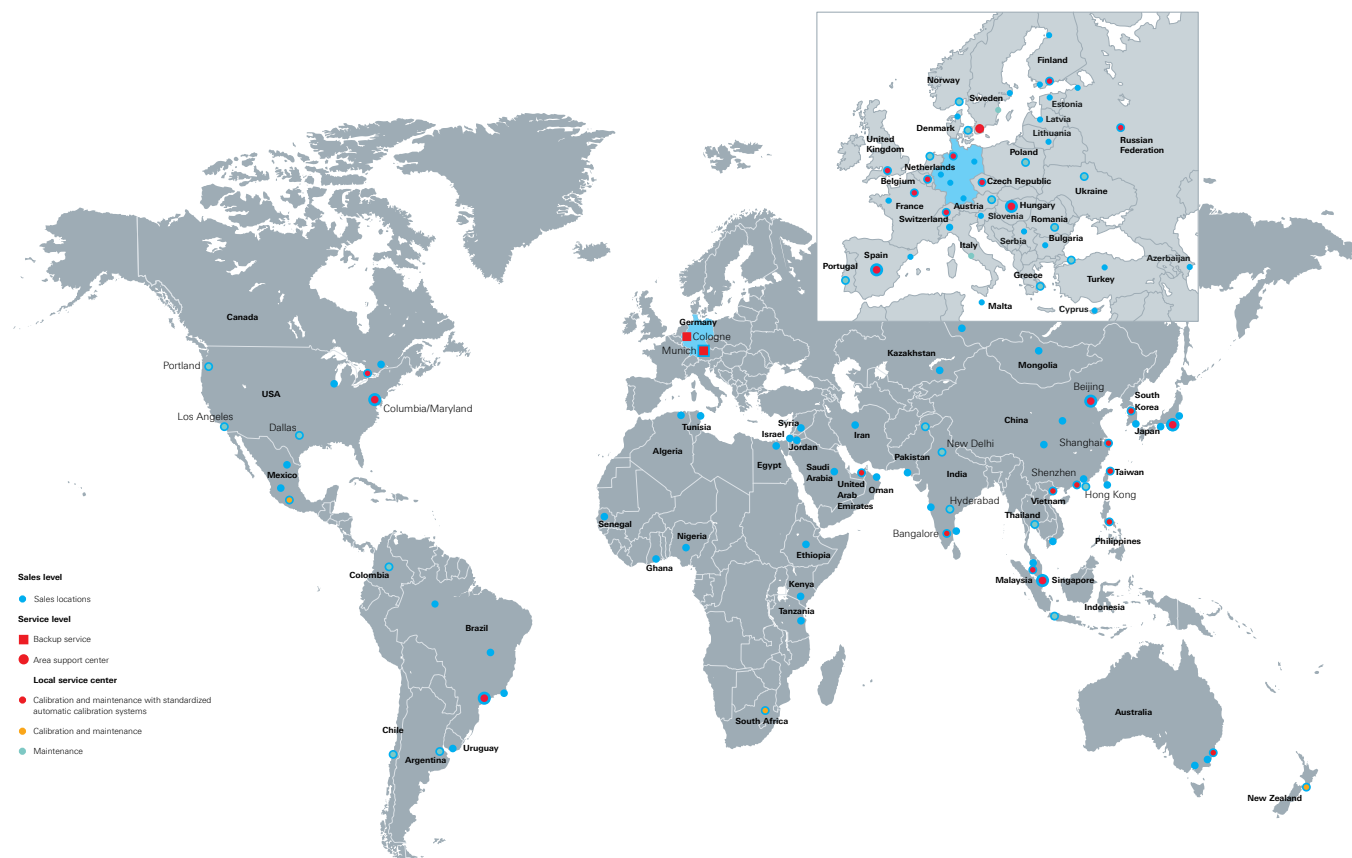 Finland
Norway
Sweden
Estonia
Latvia
Denmark
Lithuania
United
Kingdom
Russian
Federation
Poland
Netherlands
Belgium
Czech Republic
Ukraine
France
Austria
Hungary
Switzerland
Slovenia
Romania
Serbia
Bulgaria
Italy
Spain
Portugal
Azerbaijan
Greece
Turkey
Malta
Cyprus
Canada
Germany
Cologne
Munich
Kazakhstan
Mongolia
Portland
USA
Columbia/Maryland
Los Angeles
Dallas
Beijing
South
Korea
China
Japan
Tunisia
Syria
Israel
Jordan
Iran
Algeria
Egypt
Saudi
Arabia
United
Arab
Emirates
Oman
Pakistan
New Delhi
India
Shanghai
Mexico
Shenzhen
Taiwan
Hong Kong
Vietnam
Hyderabad
Thailand
Senegal
Nigeria
Bangalore
Philippines
Ghana
Ethiopia
Colombia
Kenya
Malaysia
Singapore
Tanzania
Indonesia
Brazil
Australia
South Africa
Chile
Argentina
Uruguay
New Zealand
Sales level
Sales locations
Service level
Backup service
Area support center
Local service center
Calibration and maintenance with standardized
automatic calibration systems
Calibration and maintenance
Maintenance